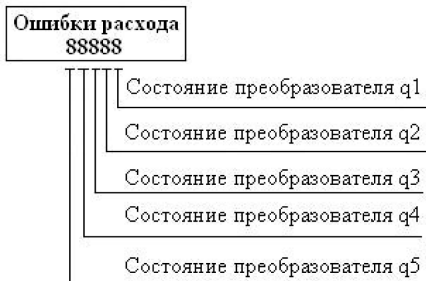 Ошибки расхода
88888
Состояние преобразователя q1
Состояние преобразователя q2
Состояние преобразователя q3
Состояние преобразователя q4
Состояние преобразователя q5